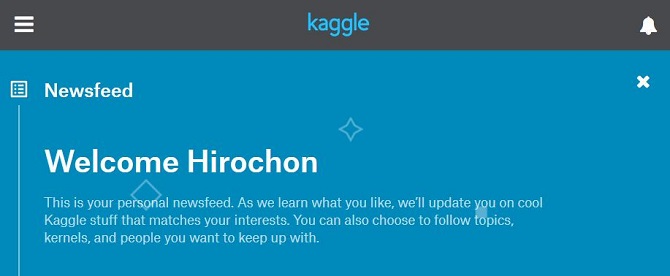 kaggle
Newsfeed
Welcome Hirochon
This is your personal newsfeed. As we learn what you like, we'll update you on cool
Kaggle stuff that matches your interests. You can also choose to follow topics,
kernels, and people you want to keep up with.